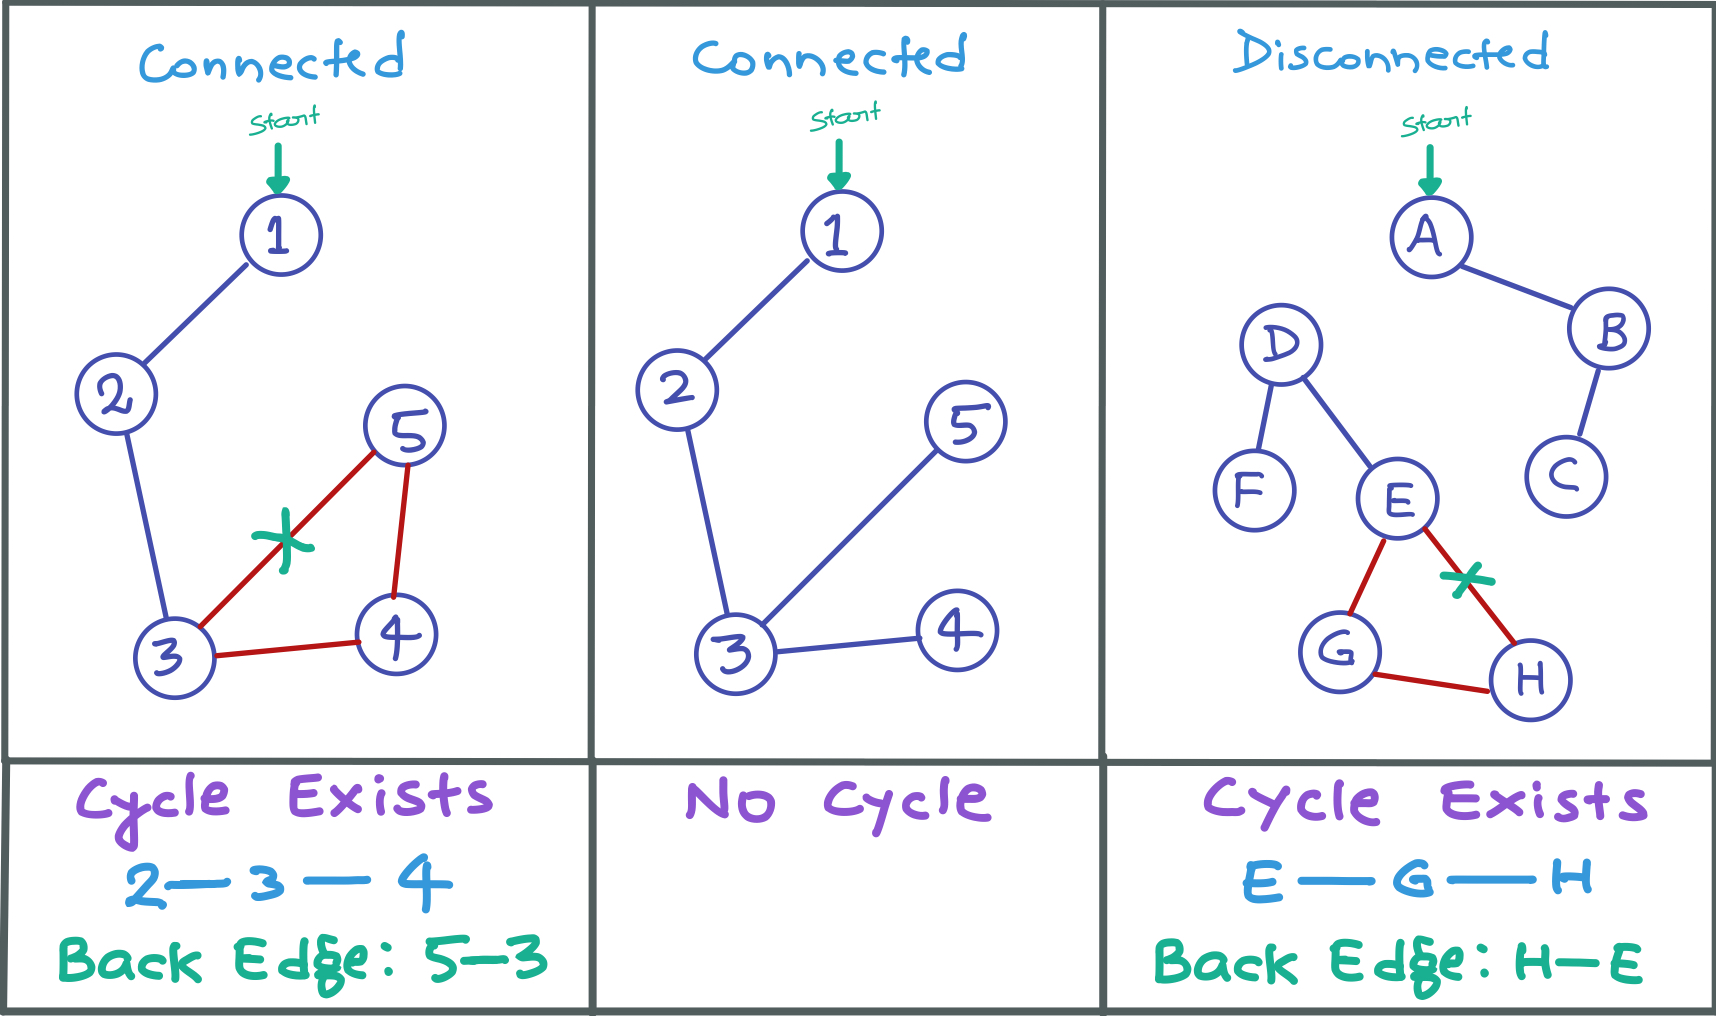 Connected
Start
1
2
5
3
4
Cycle Exists
2 — 3 — 4
Back Edge: 5—3
Connected
Start
1
2
5
3
4
No Cycle
Disconnected
Start
A
D
B
F
E
C
G
H
Cycle Exists
E — G — H
Back Edge: H—E